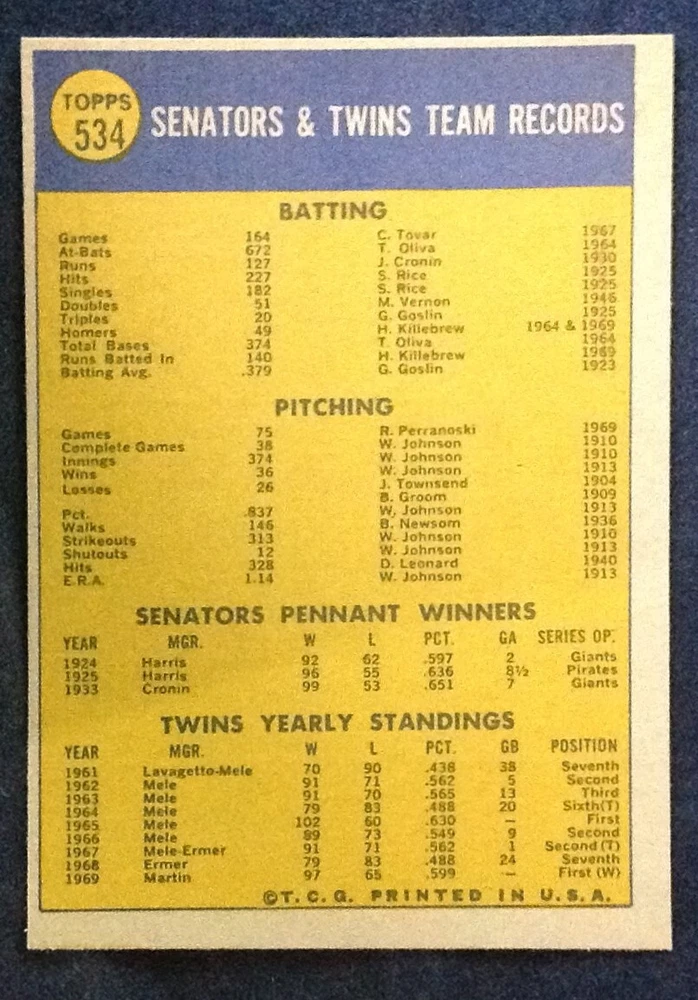 TOPPS
534
SENATORS & TWINS TEAM RECORDS
BATTING
Games 164 C. Tovar 1967
At-Bats 672 T. Oliva 1964
Runs 127 J. Cronin 1930
Hits 227 S. Rice 1925
Singles 182 S. Rice 1925
Doubles 51 M. Vernon 1946
Triples 20 G. Goslin 1925
Homers 49 H. Killebrew 1964 & 1969
Total Bases 374 T. Oliva 1964
Runs Batted In 140 H. Killebrew 1969
Batting Avg. .379 G. Goslin 1923
PITCHING
Games 75 R. Perranoski 1969
Complete Games 38 W. Johnson 1910
Innings 374 W. Johnson 1910
Wins 36 W. Johnson 1913
Losses 26 J. Townsend 1904
B. Groom 1909
Pct. .837 W. Johnson 1913
Walks 146 B. Newsom 1936
Strikeouts 313 W. Johnson 1910
Shutouts 12 W. Johnson 1913
Hits 328 D. Leonard 1940
E.R.A. 1.14 W. Johnson 1913
SENATORS PENNANT WINNERS
YEAR MGR. W L PCT. GA SERIES OP.
1924 Harris 92 62 .597 2 Giants
1925 Harris 96 55 .636 8½ Pirates
1933 Cronin 99 53 .651 7 Giants
TWINS YEARLY STANDINGS
YEAR MGR. W L PCT. GB POSITION
1961 Lavagetto-Mele 70 90 .438 38 Seventh
1962 Mele 91 71 .562 5 Second
1963 Mele 91 70 .565 13 Third
1964 Mele 79 83 .488 20 Sixth(T)
1965 Mele 102 60 .630 — First
1966 Mele 89 73 .549 9 Second
1967 Mele-Ermer 91 71 .562 1 Second (T)
1968 Ermer 79 83 .488 24 Seventh
1969 Martin 97 65 .599 — First (W)
©T. C. G. PRINTED IN U. S. A.